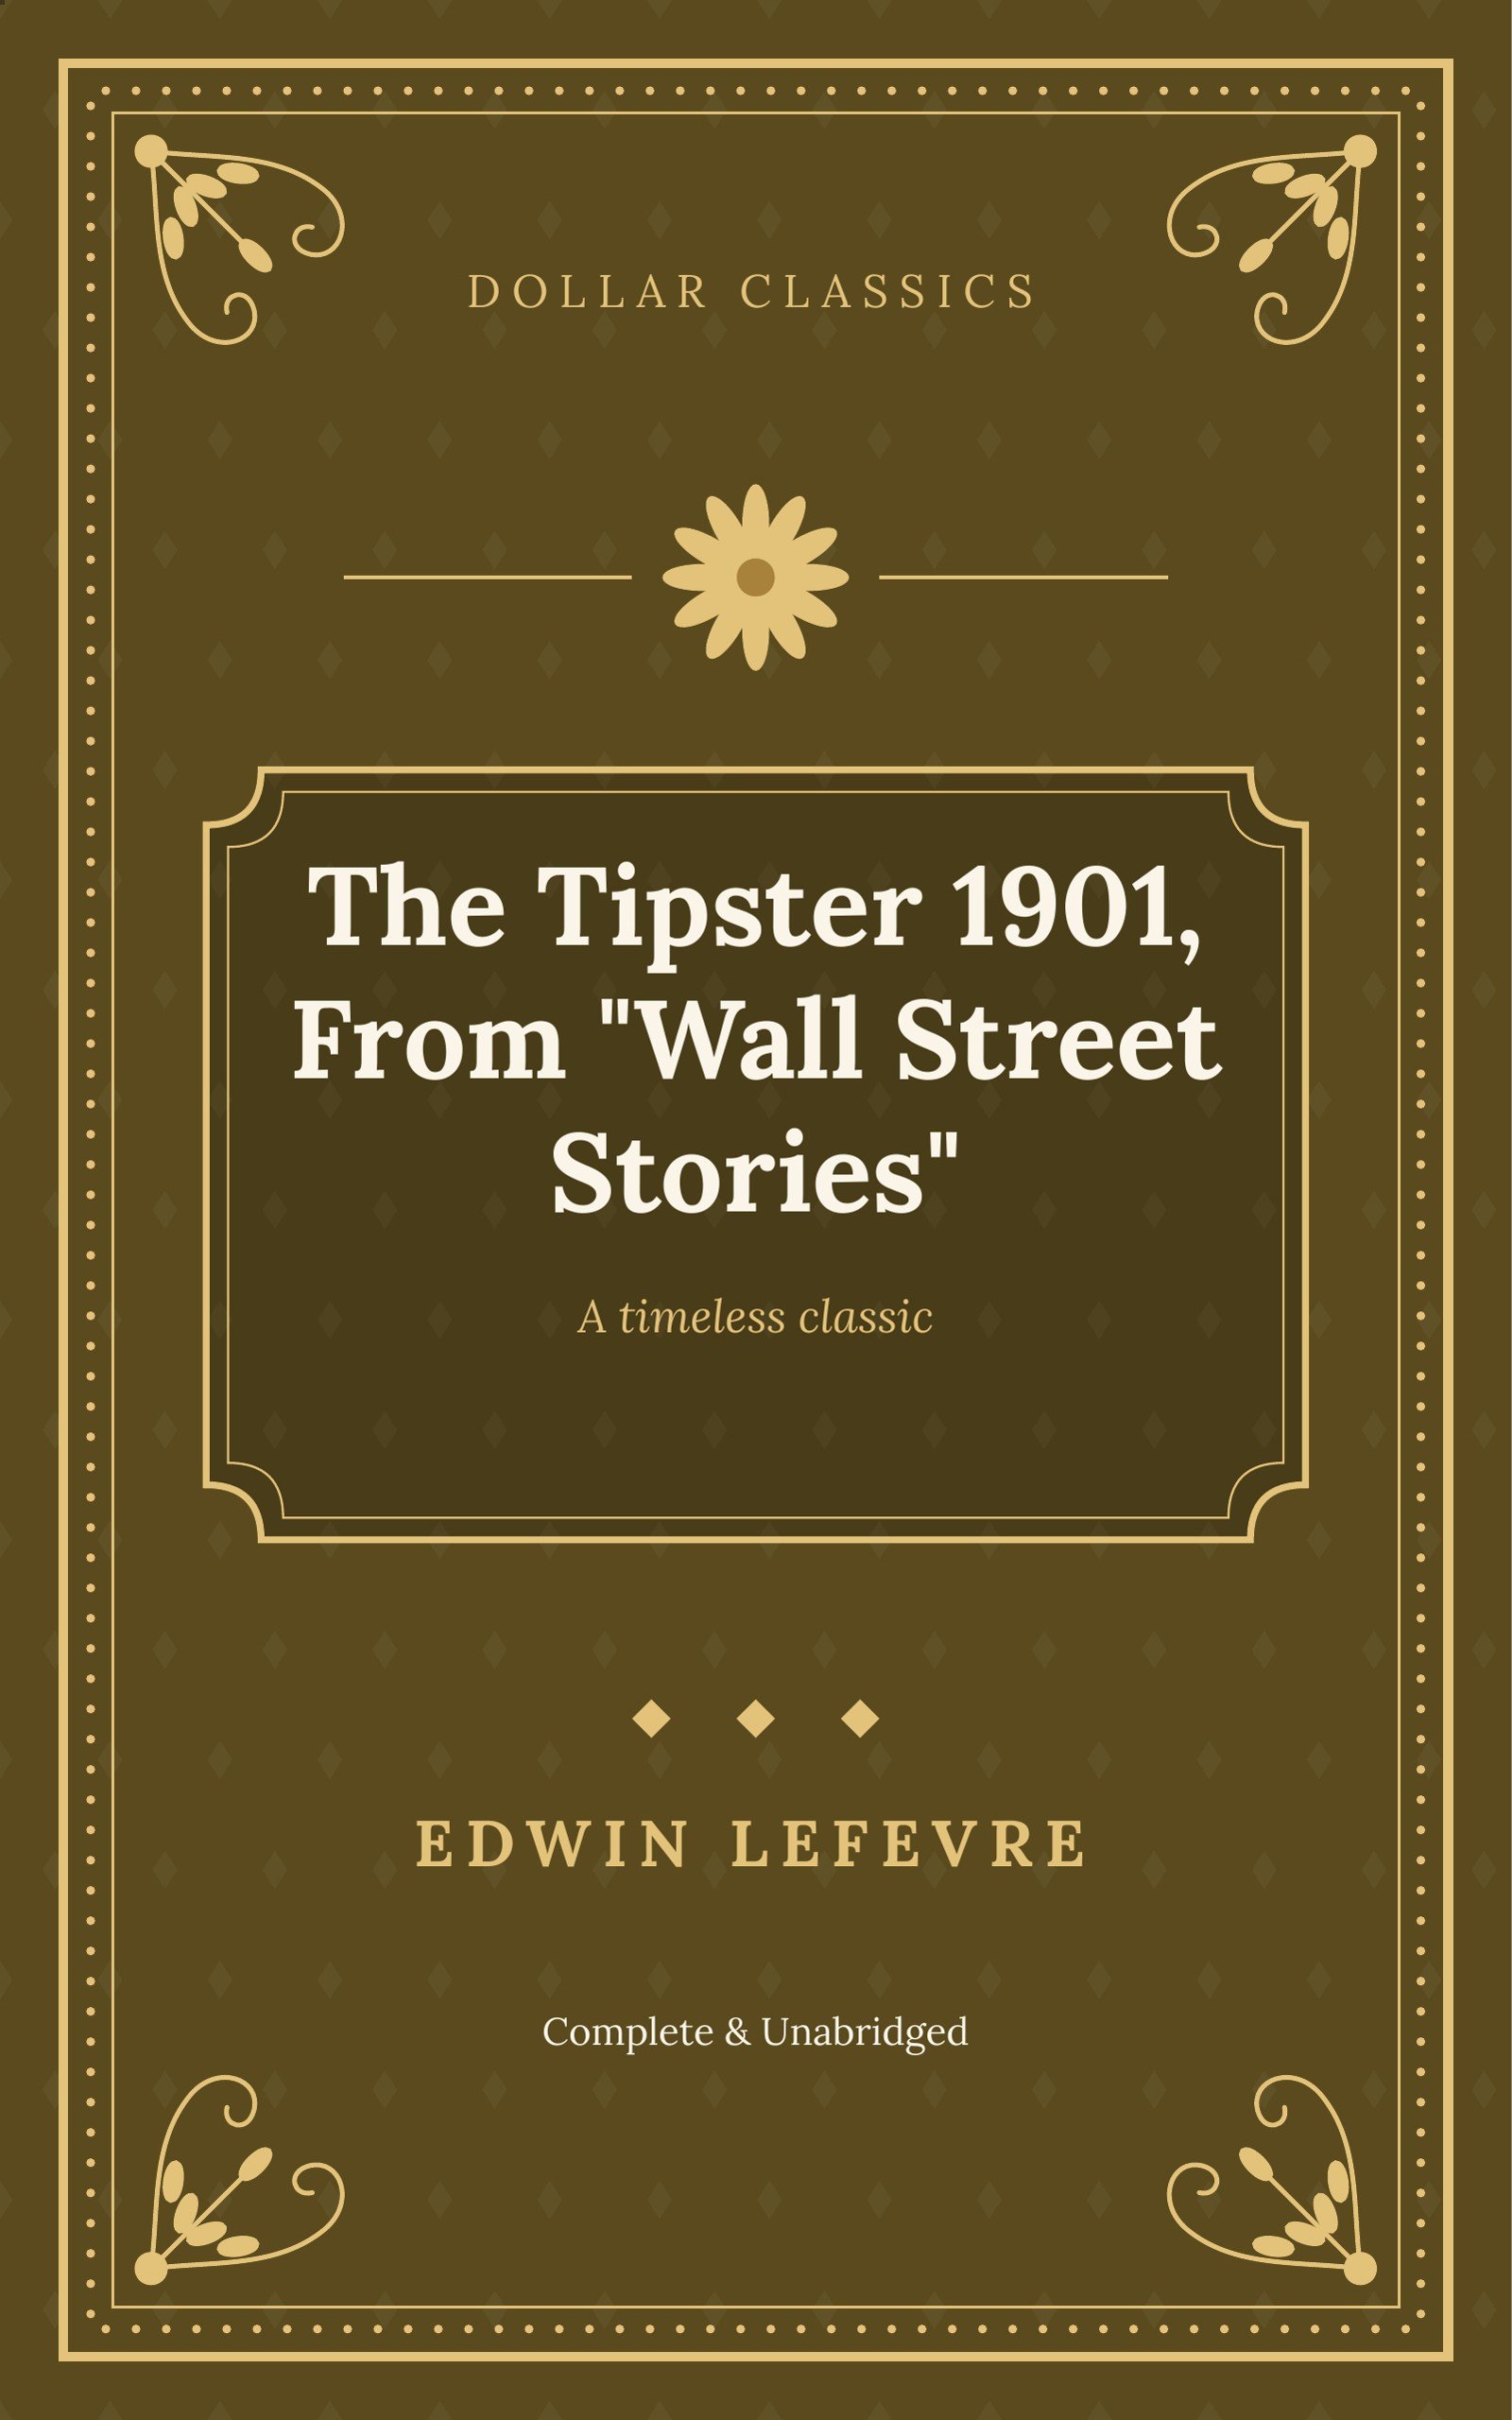 DOLLAR CLASSICS
The Tipster 1901,
From "Wall Street
Stories"
A timeless classic
EDWIN LEFEVRE
Complete & Unabridged